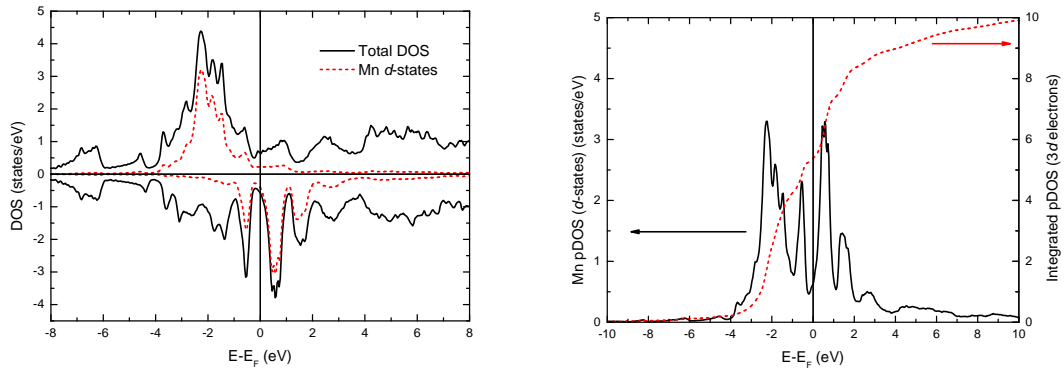 5
4
3
2
1
0
-1
-2
-3
-4
DOS (states/eV)
Total DOS
Mn d-states
-8 -6 -4 -2 0 2 4 6 8
E-E_F (eV)
5
4
3
2
1
0
Mn pDOS (d-states) (states/eV)
10
8
6
4
2
0
Integrated pDOS (3d electrons)
-10 -8 -6 -4 -2 0 2 4 6 8 10
E-E_F (eV)